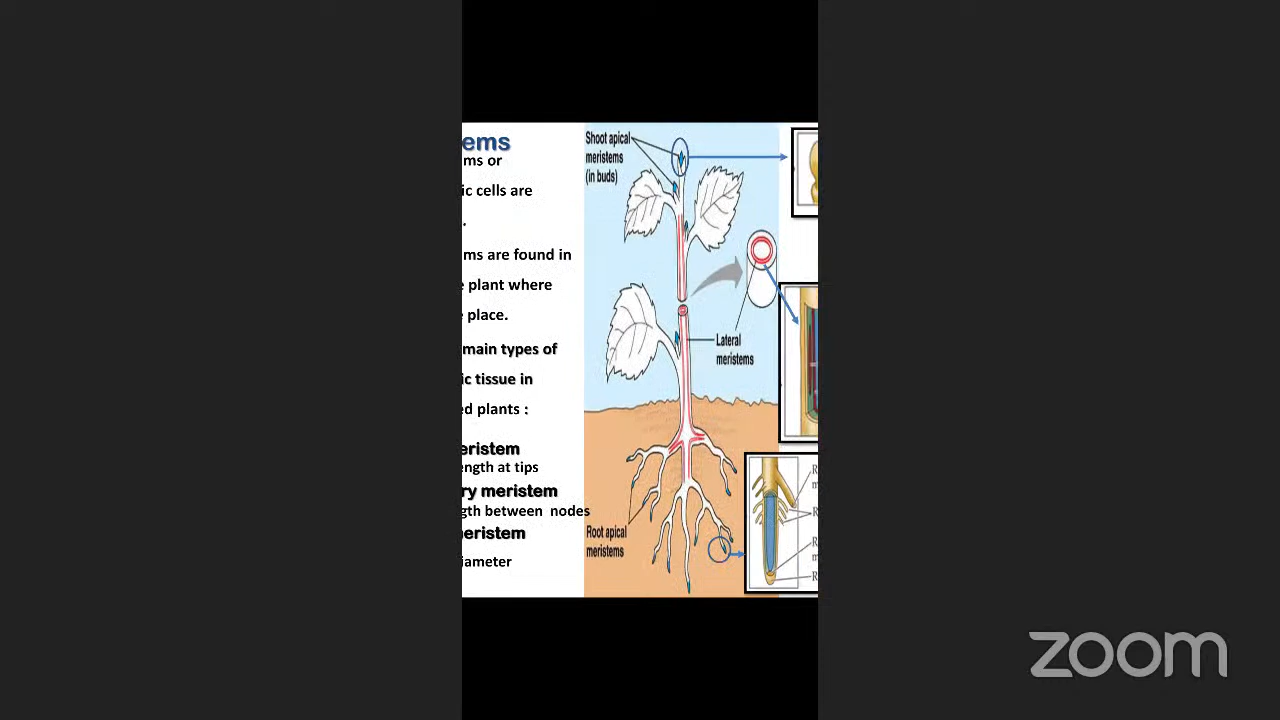 ems
ms or
ic cells are
.
ms are found in
e plant where
e place.
main types of
ic tissue in
ed plants :
eristem
ength at tips
ry meristem
gth between nodes
eristem
iameter
Shoot apical
meristems
(in buds)
Lateral
meristems
Root apical
meristems
R
m
R
R
m
R
zoom